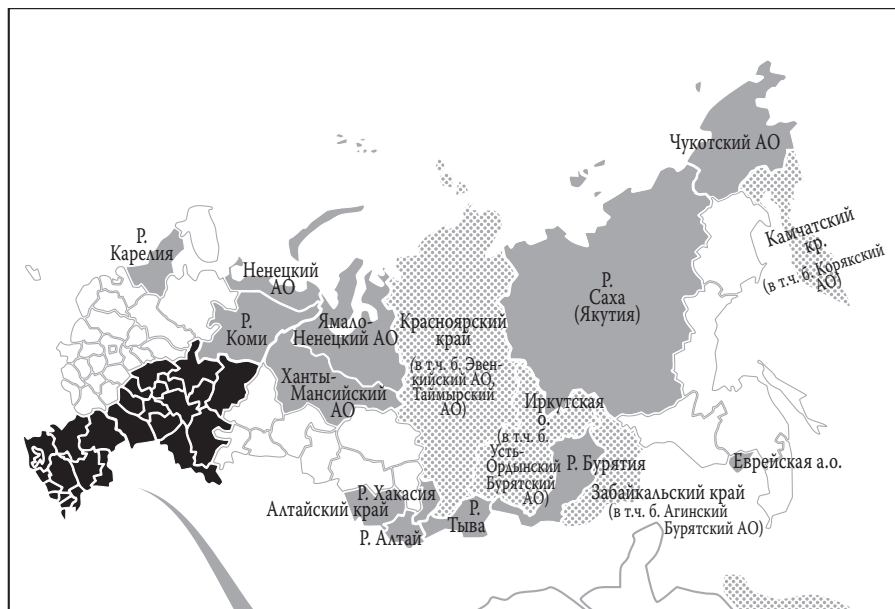 Чукотский АО
Р.
Карелия
Камчатский
кр.
(в т.ч. б. Корякский
АО)
Ненецкий
АО
Р.
Саха
(Якутия)
Р.
Коми
Ямало-
Ненецкий АО
Красноярский
край
(в т.ч. б. Эвен-
кийский АО,
Таймырский
АО)
Ханты-
Мансийский
АО
Иркутская
о.
(в т.ч. б.
Усть-
Ордынский
Бурятский
АО)
Р. Бурятия
Еврейская а.о.
Забайкальский край
(в т.ч. б. Агинский
Бурятский АО)
Р. Хакасия
Алтайский край
Р. Алтай
Р.
Тыва